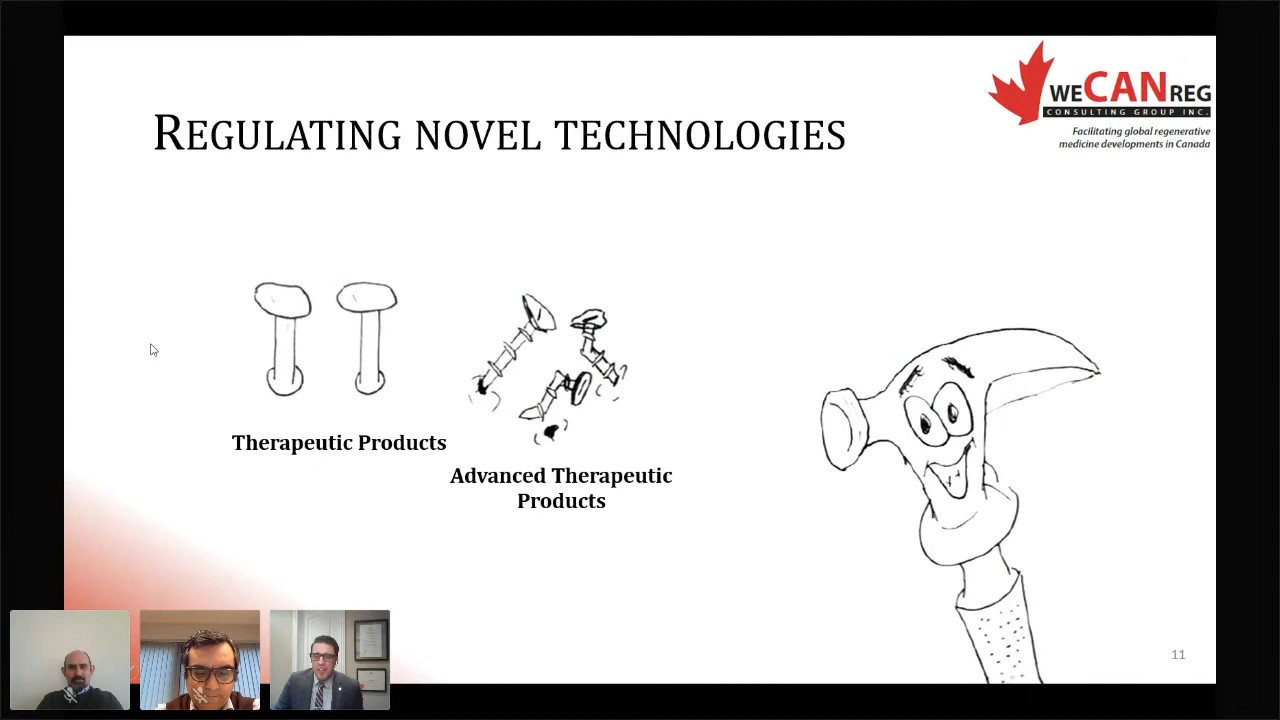 weCANreg
CONSULTING GROUP INC.
Facilitating global regenerative
medicine developments in Canada
REGULATING NOVEL TECHNOLOGIES
Therapeutic Products
Advanced Therapeutic
Products
11